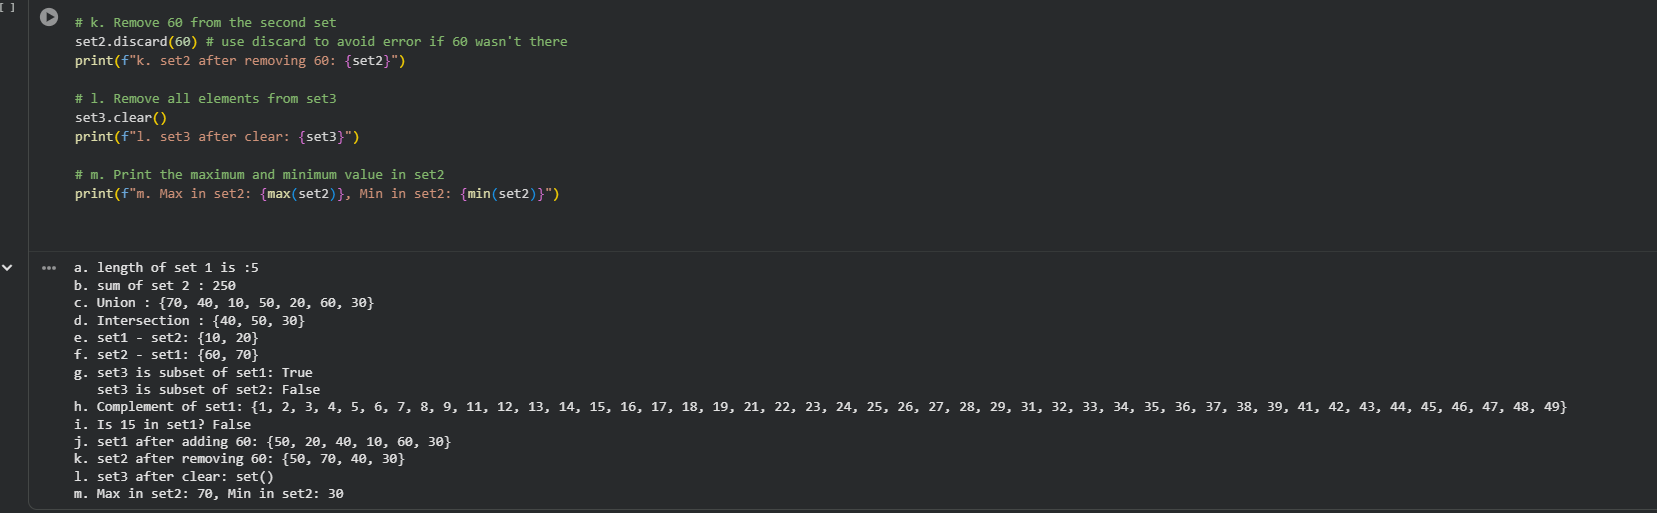 [ ]
# k. Remove 60 from the second set
set2.discard(60) # use discard to avoid error if 60 wasn't there
print(f"k. set2 after removing 60: {set2}")
# l. Remove all elements from set3
set3.clear()
print(f"l. set3 after clear: {set3}")
# m. Print the maximum and minimum value in set2
print(f"m. Max in set2: {max(set2)}, Min in set2: {min(set2)}")
a. length of set 1 is :5
b. sum of set 2 : 250
c. Union : {70, 40, 10, 50, 20, 60, 30}
d. Intersection : {40, 50, 30}
e. set1 - set2: {10, 20}
f. set2 - set1: {60, 70}
g. set3 is subset of set1: True
set3 is subset of set2: False
h. Complement of set1: {1, 2, 3, 4, 5, 6, 7, 8, 9, 11, 12, 13, 14, 15, 16, 17, 18, 19, 21, 22, 23, 24, 25, 26, 27, 28, 29, 31, 32, 33, 34, 35, 36, 37, 38, 39, 41, 42, 43, 44, 45, 46, 47, 48, 49}
i. Is 15 in set1? False
j. set1 after adding 60: {50, 20, 40, 10, 60, 30}
k. set2 after removing 60: {50, 70, 40, 30}
l. set3 after clear: set()
m. Max in set2: 70, Min in set2: 30